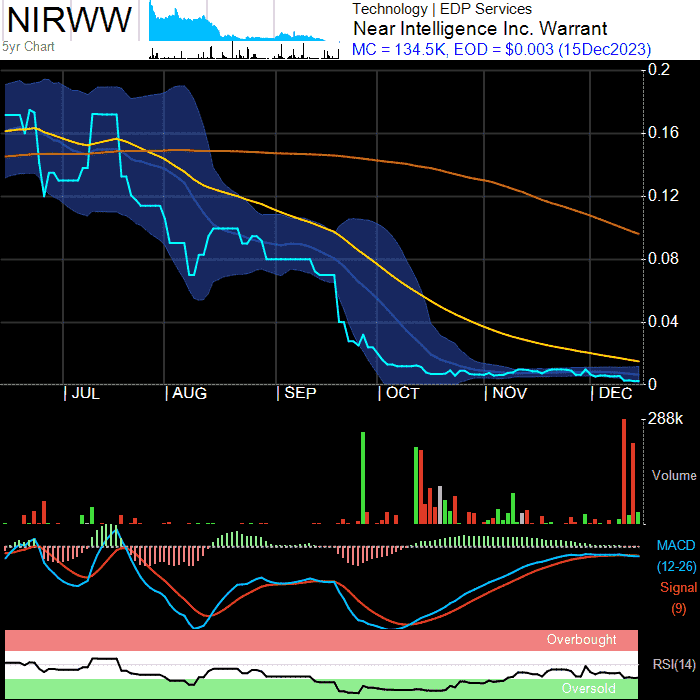 NIRWW
5yr Chart
Technology | EDP Services
Near Intelligence Inc. Warrant
MC = 134.5K, EOD = $0.003 (15Dec2023)
0.2
0.16
0.12
0.08
0.04
0
| JUL
| AUG
| SEP
| OCT
| NOV
| DEC
288k
Volume
MACD
(12-26)
Signal
(9)
Overbought
RSI(14)
Oversold